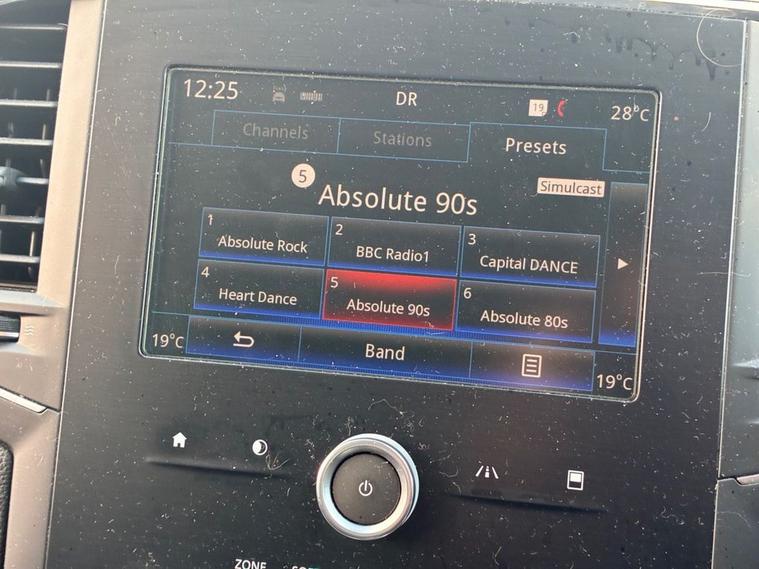 12:25 DR 19 28°C
Channels Stations Presets
5 Absolute 90s Simulcast
1 Absolute Rock
2 BBC Radio1
3 Capital DANCE
4 Heart Dance
5 Absolute 90s
6 Absolute 80s
19°C Band 19°C
ZONE